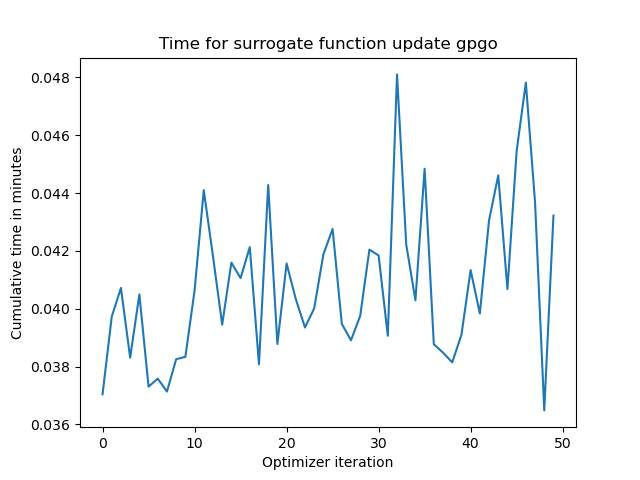 Time for surrogate function update gpgo
Cumulative time in minutes
0.048
0.046
0.044
0.042
0.040
0.038
0.036
0 10 20 30 40 50
Optimizer iteration